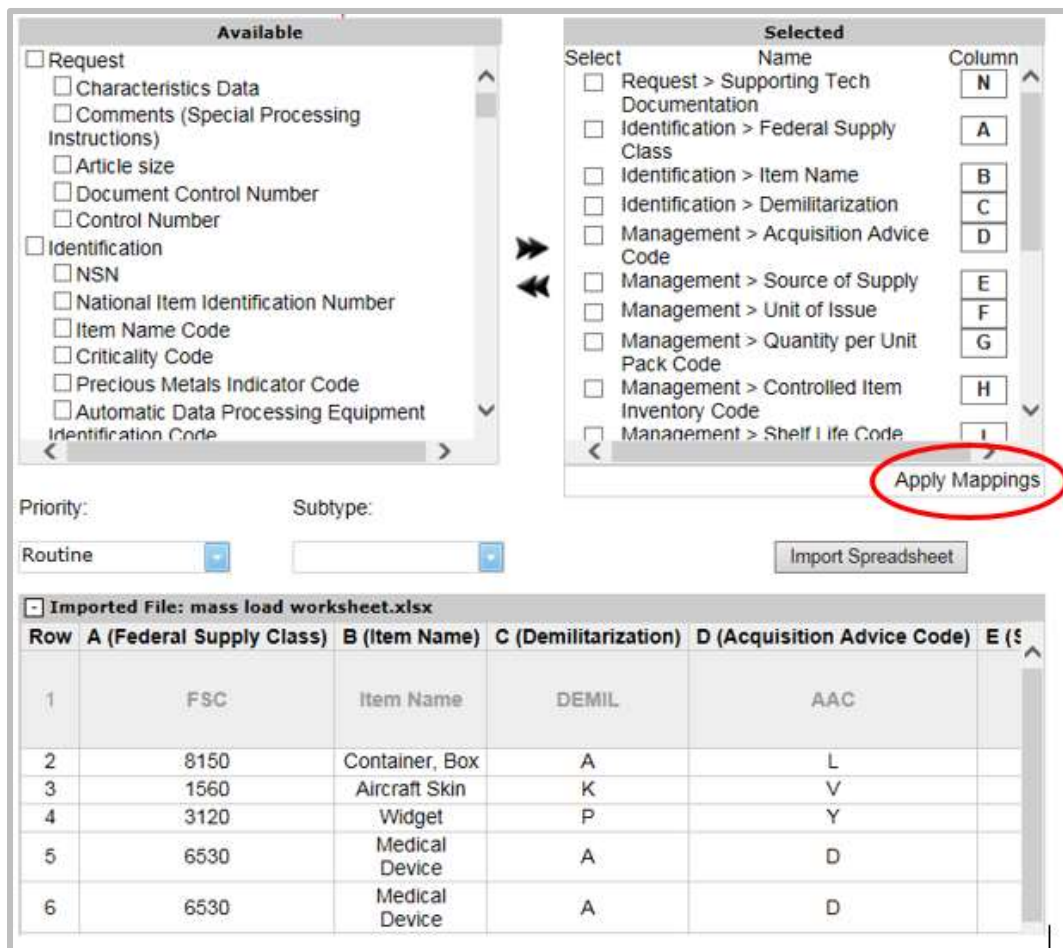 Available
Request
Characteristics Data
Comments (Special Processing
Instructions)
Article size
Document Control Number
Control Number
Identification
NSN
National Item Identification Number
Item Name Code
Criticality Code
Precious Metals Indicator Code
Automatic Data Processing Equipment
Identification Code
Selected
Select Name Column
Request > Supporting Tech N
Documentation
Identification > Federal Supply A
Class
Identification > Item Name B
Identification > Demilitarization C
Management > Acquisition Advice D
Code
Management > Source of Supply E
Management > Unit of Issue F
Management > Quantity per Unit G
Pack Code
Management > Controlled Item H
Inventory Code
Management > Shelf Life Code I
Apply Mappings
Priority: Subtype:
Routine
Import Spreadsheet
Imported File: mass load worksheet.xlsx
Row A (Federal Supply Class) B (Item Name) C (Demilitarization) D (Acquisition Advice Code) E (S
1 FSC Item Name DEMIL AAC
2 8150 Container, Box A L
3 1560 Aircraft Skin K V
4 3120 Widget P Y
5 6530 Medical Device A D
6 6530 Medical Device A D